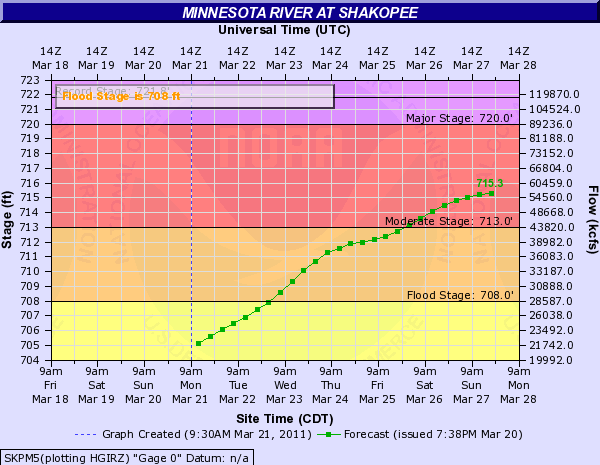 MINNESOTA RIVER AT SHAKOPEE
Universal Time (UTC)
14Z 14Z 14Z 14Z 14Z 14Z 14Z 14Z 14Z 14Z 14Z
Mar 18 Mar 19 Mar 20 Mar 21 Mar 22 Mar 23 Mar 24 Mar 25 Mar 26 Mar 27 Mar 28
723
722 119870.0
721 104524.0
720 89236.0
719 81188.0
718 73152.0
717 66804.0
716 60459.0
715 54560.0
714 48668.0
713 43820.0
712 38982.0
711 36083.0
710 33187.0
709 30888.0
708 28587.0
707 26038.0
706 23492.0
705 21742.0
704 19992.0
Record Stage: 721.8'
Flood Stage is 708 ft
Major Stage: 720.0'
715.3
Moderate Stage: 713.0'
Flood Stage: 708.0'
Stage (ft)
Flow (kcfs)
NOAA
9am 9am 9am 9am 9am 9am 9am 9am 9am 9am 9am
Fri Sat Sun Mon Tue Wed Thu Fri Sat Sun Mon
Mar 18 Mar 19 Mar 20 Mar 21 Mar 22 Mar 23 Mar 24 Mar 25 Mar 26 Mar 27 Mar 28
Site Time (CDT)
Graph Created (9:30AM Mar 21, 2011) Forecast (issued 7:38PM Mar 20)
SKPM5(plotting HGIRZ) "Gage 0" Datum: n/a